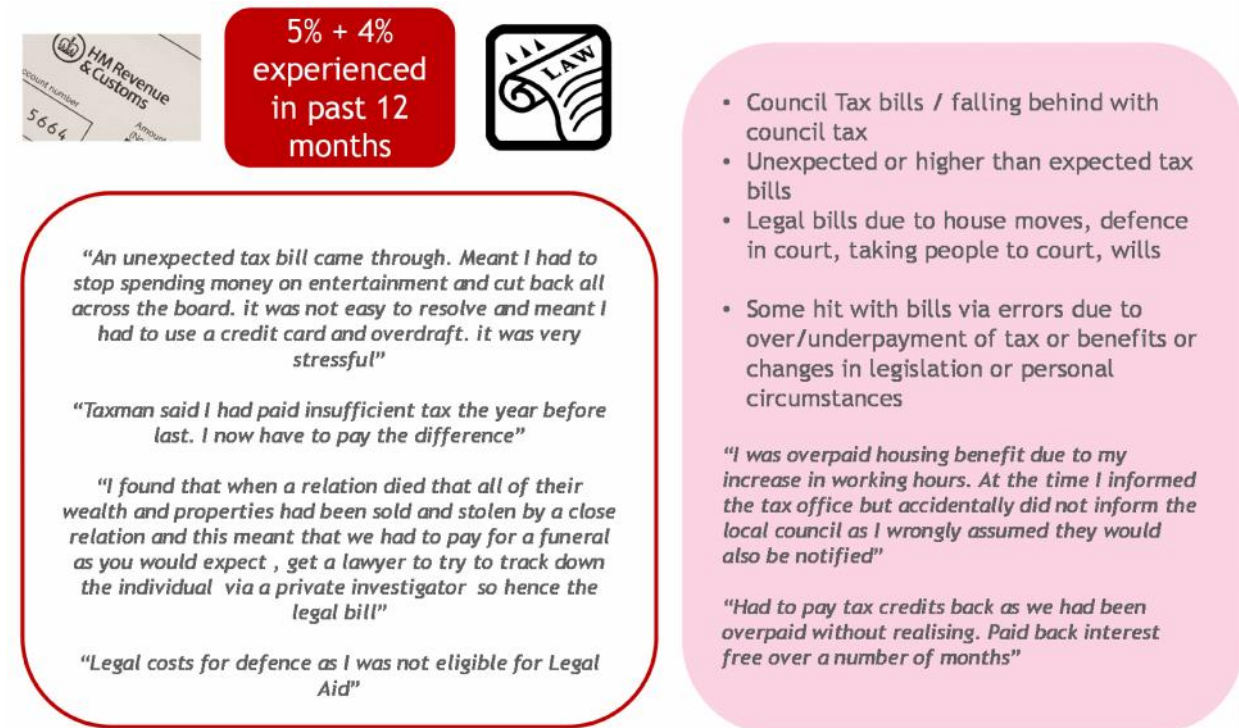 HM Revenue
& Customs
account number
5664
5% + 4%
experienced
in past 12
months
LAW
“An unexpected tax bill came through. Meant I had to
stop spending money on entertainment and cut back all
across the board. it was not easy to resolve and meant I
had to use a credit card and overdraft. it was very
stressful”
“Taxman said I had paid insufficient tax the year before
last. I now have to pay the difference”
“I found that when a relation died that all of their
wealth and properties had been sold and stolen by a close
relation and this meant that we had to pay for a funeral
as you would expect , get a lawyer to try to track down
the individual via a private investigator so hence the
legal bill”
“Legal costs for defence as I was not eligible for Legal
Aid”
• Council Tax bills / falling behind with
council tax
• Unexpected or higher than expected tax
bills
• Legal bills due to house moves, defence
in court, taking people to court, wills
• Some hit with bills via errors due to
over/underpayment of tax or benefits or
changes in legislation or personal
circumstances
“I was overpaid housing benefit due to my
increase in working hours. At the time I informed
the tax office but accidentally did not inform the
local council as I wrongly assumed they would
also be notified”
“Had to pay tax credits back as we had been
overpaid without realising. Paid back interest
free over a number of months”